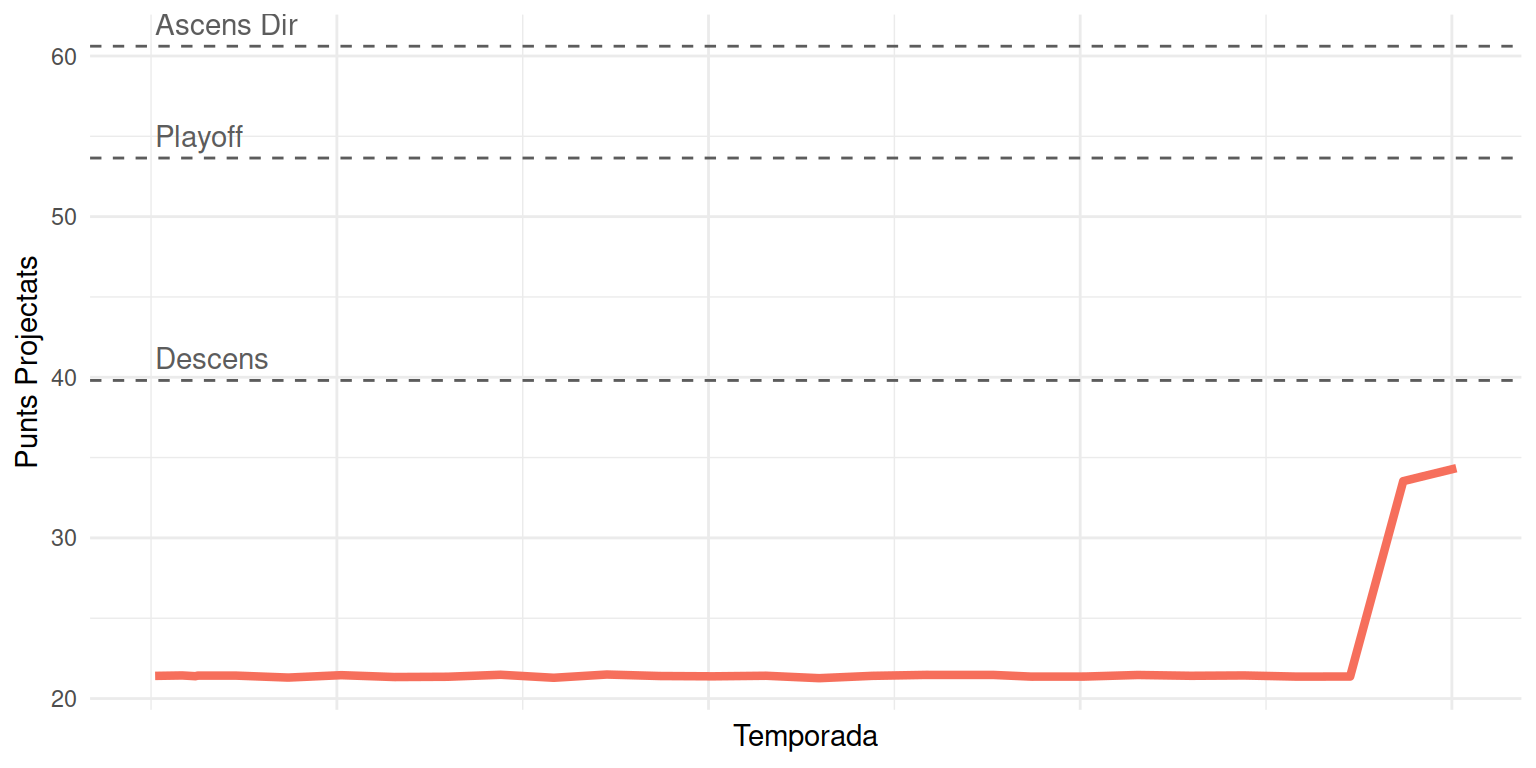 Ascens Dir
60
Playoff
50
Punts Projectats
Descens
40
30
20
Temporada